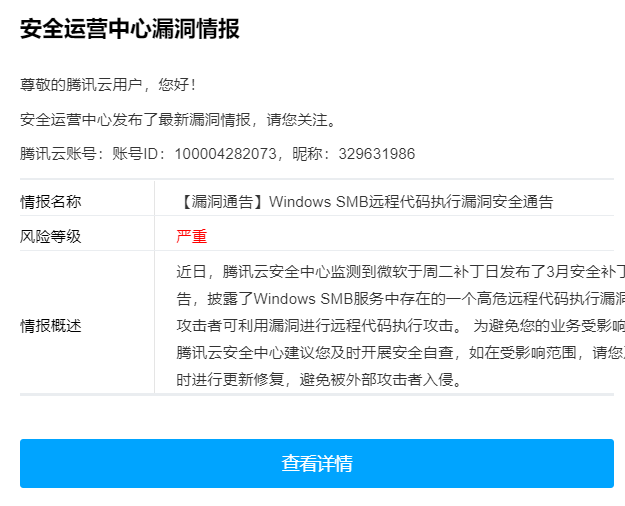 安全运营中心漏洞情报
尊敬的腾讯云用户，您好！
安全运营中心发布了最新漏洞情报，请您关注。
腾讯云账号：账号ID：100004282073，昵称：329631986
情报名称
【漏洞通告】Windows SMB远程代码执行漏洞安全通告
风险等级
严重
情报概述
近日，腾讯云安全中心监测到微软于周二补丁日发布了3月安全补丁
告，披露了Windows SMB服务中存在的一个高危远程代码执行漏洞
攻击者可利用漏洞进行远程代码执行攻击。 为避免您的业务受影响
腾讯云安全中心建议您及时开展安全自查，如在受影响范围，请您
时进行更新修复，避免被外部攻击者入侵。
查看详情